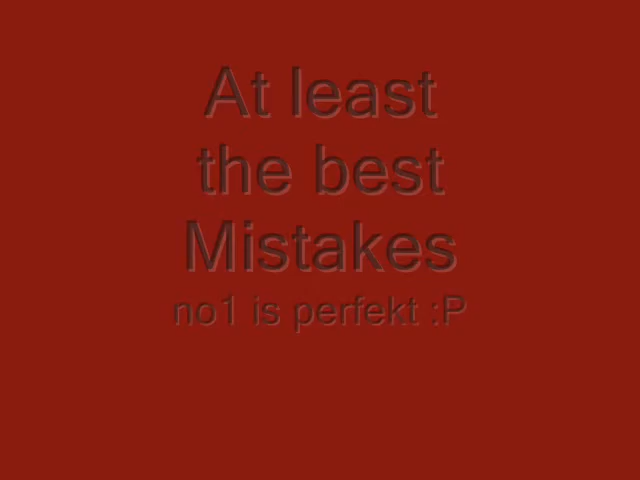 At least
the best
Mistakes
no1 is perfekt :P